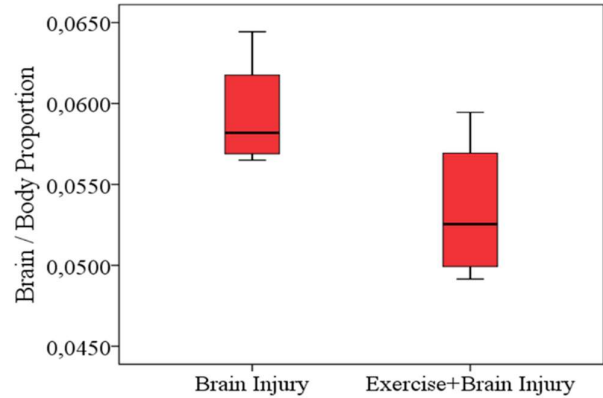 0,0650
0,0600
0,0550
0,0500
0,0450
Brain / Body Proportion
Brain Injury
Exercise+Brain Injury